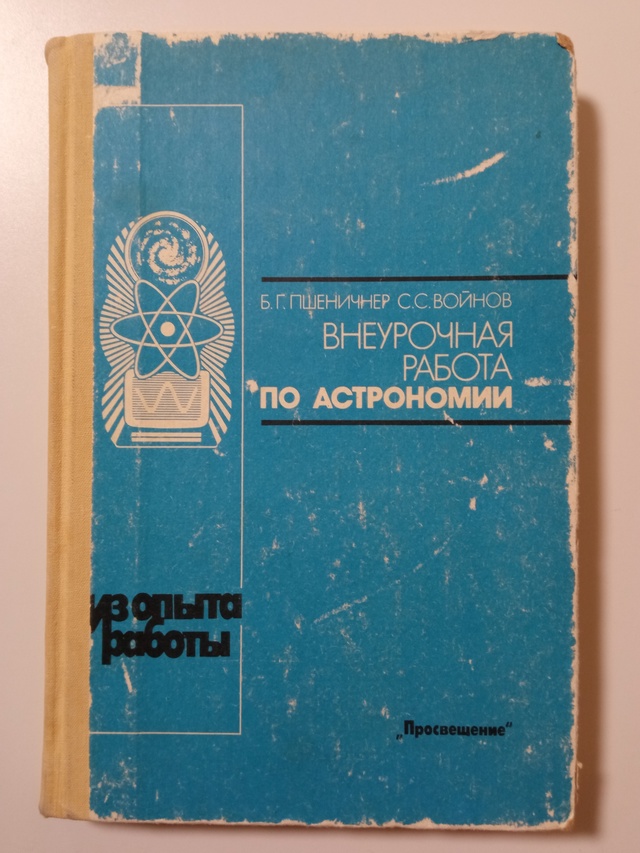 Б. Г. ПШЕНИЧНЕР С. С. ВОЙНОВ
ВНЕУРОЧНАЯ
РАБОТА
ПО АСТРОНОМИИ
из опыта
работы
„Просвещение“